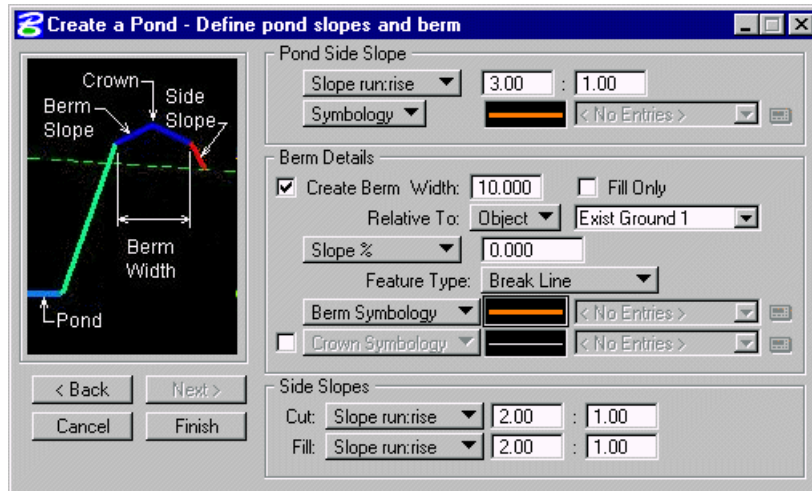 Create a Pond - Define pond slopes and berm
Crown
Berm Slope
Side Slope
Berm Width
Pond
< Back Next >
Cancel Finish
Pond Side Slope
Slope run:rise 3.00 : 1.00
Symbology < No Entries >
Berm Details
Create Berm Width: 10.000 Fill Only
Relative To: Object Exist Ground 1
Slope % 0.000
Feature Type: Break Line
Berm Symbology < No Entries >
Crown Symbology < No Entries >
Side Slopes
Cut: Slope run:rise 2.00 : 1.00
Fill: Slope run:rise 2.00 : 1.00